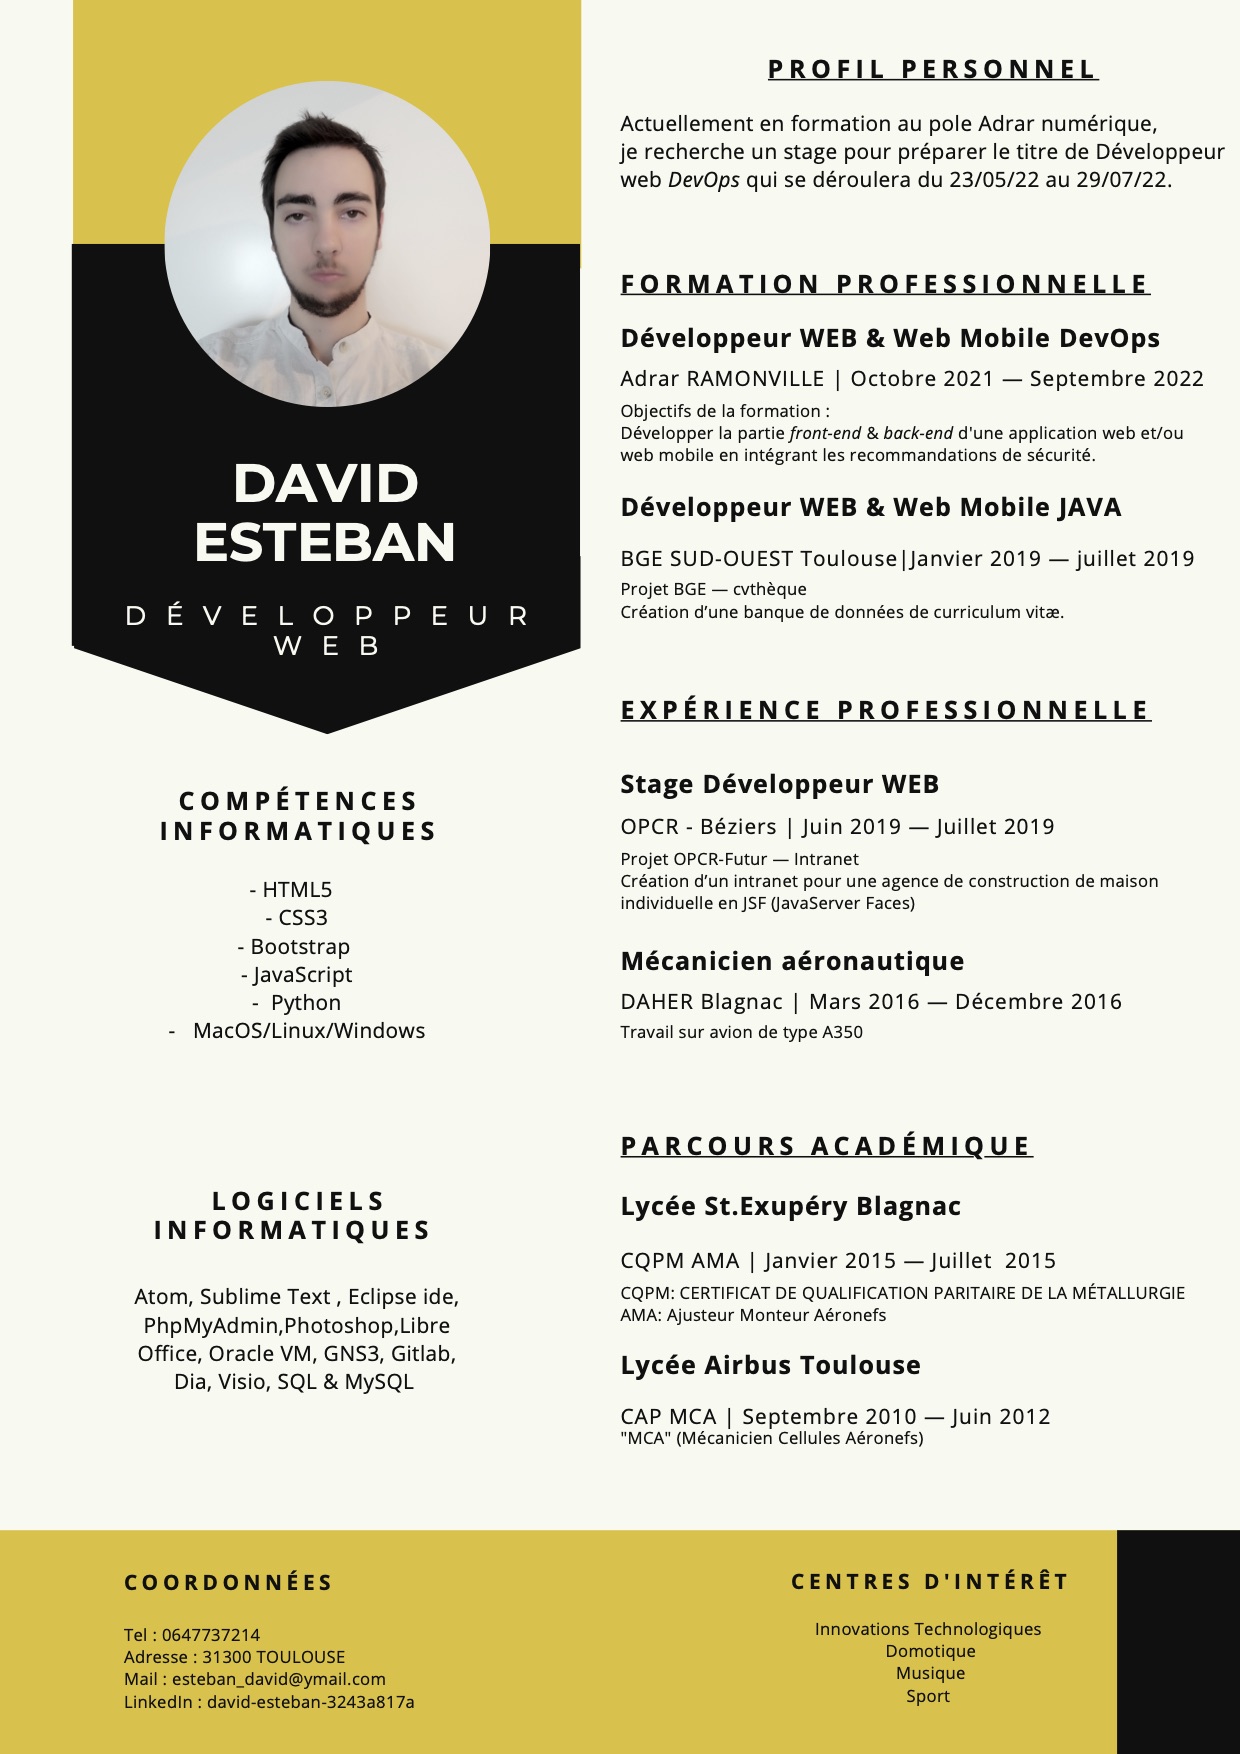 DAVID
ESTEBAN
DÉVELOPPEUR
WEB
COMPÉTENCES
INFORMATIQUES
- HTML5
- CSS3
- Bootstrap
- JavaScript
- Python
- MacOS/Linux/Windows
LOGICIELS
INFORMATIQUES
Atom, Sublime Text , Eclipse ide,
PhpMyAdmin,Photoshop,Libre
Office, Oracle VM, GNS3, Gitlab,
Dia, Visio, SQL & MySQL
PROFIL PERSONNEL
Actuellement en formation au pole Adrar numérique,
je recherche un stage pour préparer le titre de Développeur
web DevOps qui se déroulera du 23/05/22 au 29/07/22.
FORMATION PROFESSIONNELLE
Développeur WEB & Web Mobile DevOps
Adrar RAMONVILLE | Octobre 2021 — Septembre 2022
Objectifs de la formation :
Développer la partie front-end & back-end d'une application web et/ou
web mobile en intégrant les recommandations de sécurité.
Développeur WEB & Web Mobile JAVA
BGE SUD-OUEST Toulouse|Janvier 2019 — juillet 2019
Projet BGE — cvthèque
Création d’une banque de données de curriculum vitæ.
EXPÉRIENCE PROFESSIONNELLE
Stage Développeur WEB
OPCR - Béziers | Juin 2019 — Juillet 2019
Projet OPCR-Futur — Intranet
Création d’un intranet pour une agence de construction de maison
individuelle en JSF (JavaServer Faces)
Mécanicien aéronautique
DAHER Blagnac | Mars 2016 — Décembre 2016
Travail sur avion de type A350
PARCOURS ACADÉMIQUE
Lycée St.Exupéry Blagnac
CQPM AMA | Janvier 2015 — Juillet 2015
CQPM: CERTIFICAT DE QUALIFICATION PARITAIRE DE LA MÉTALLURGIE
AMA: Ajusteur Monteur Aéronefs
Lycée Airbus Toulouse
CAP MCA | Septembre 2010 — Juin 2012
"MCA" (Mécanicien Cellules Aéronefs)
COORDONNÉES
Tel : 0647737214
Adresse : 31300 TOULOUSE
Mail : esteban_david@ymail.com
LinkedIn : david-esteban-3243a817a
CENTRES D'INTÉRÊT
Innovations Technologiques
Domotique
Musique
Sport